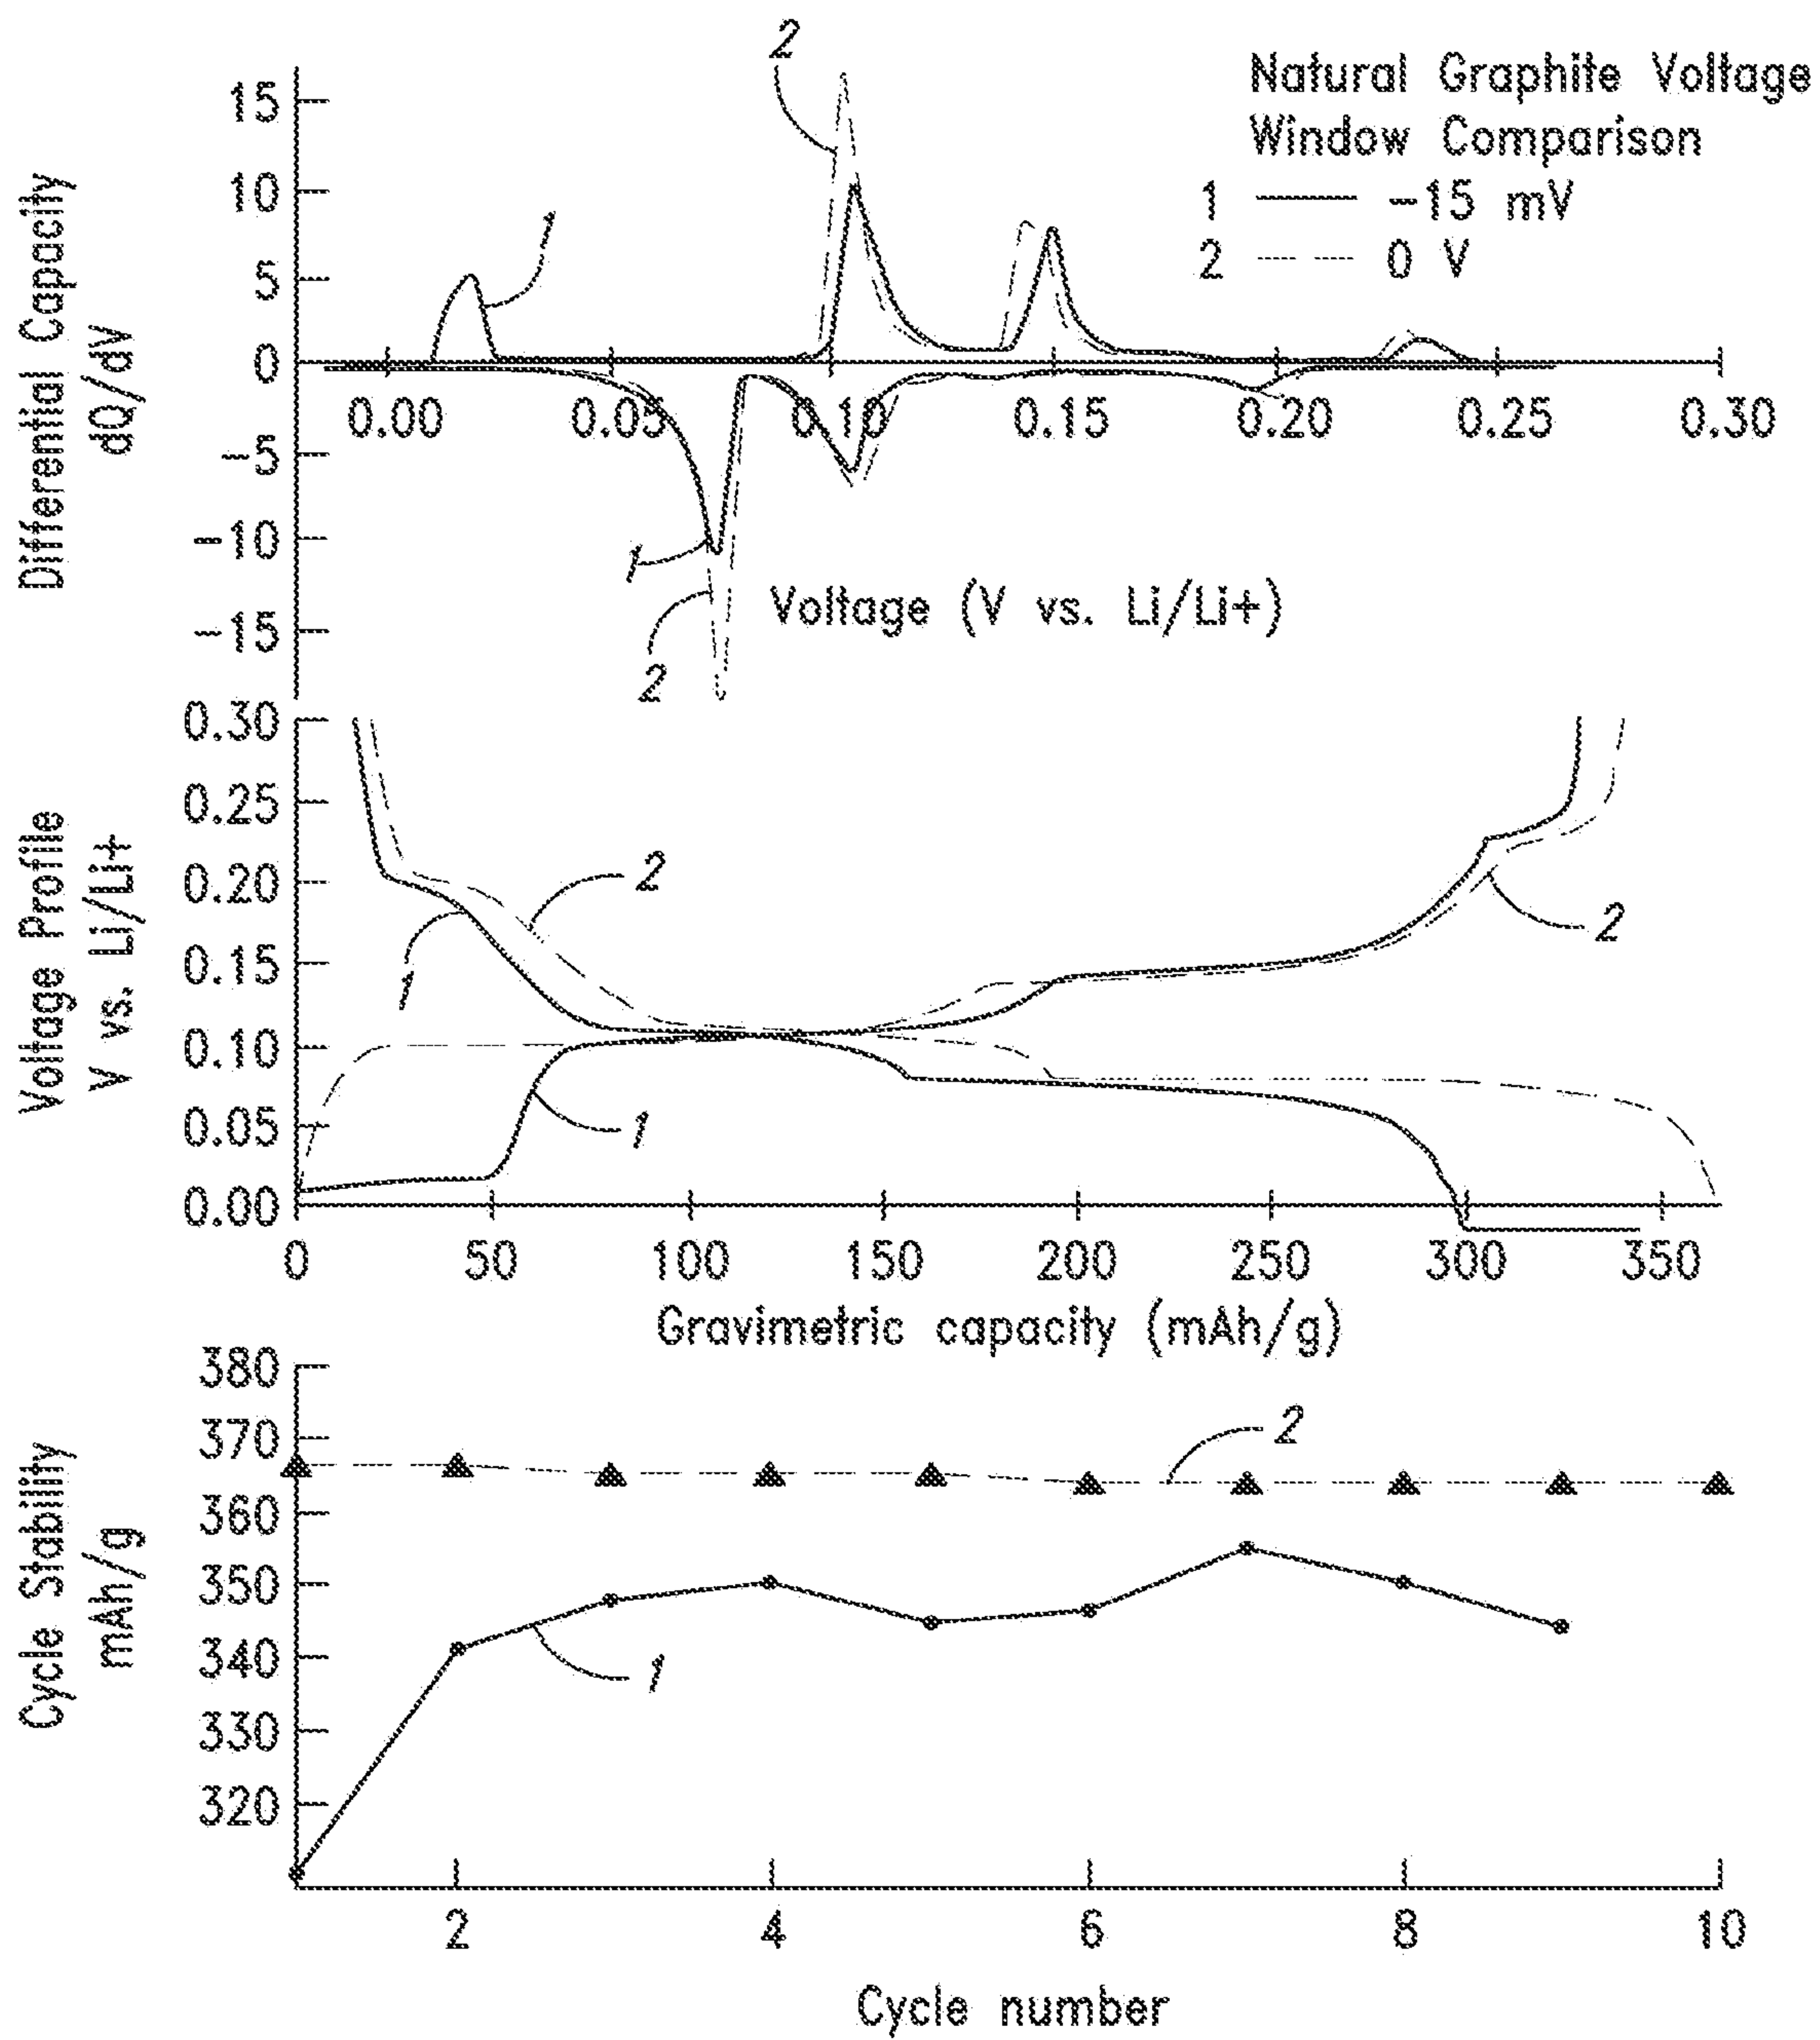 2
Natural Graphite Voltage
Window Comparison
1 -15 mV
2 0 V
Differential Capacity
dQ/dV
15
10
5
0
-5
-10
-15
1
0.00 0.05 0.10 0.15 0.20 0.25 0.30
1
2
Voltage (V vs. Li/Li+)
Voltage Profile
V vs. Li/Li+
0.30
0.25
0.20
0.15
0.10
0.05
0.00
2
1
2
1
0 50 100 150 200 250 300 350
Gravimetric capacity (mAh/g)
Cycle Stability
mAh/g
380
370
360
350
340
330
320
2
1
2 4 6 8 10
Cycle number